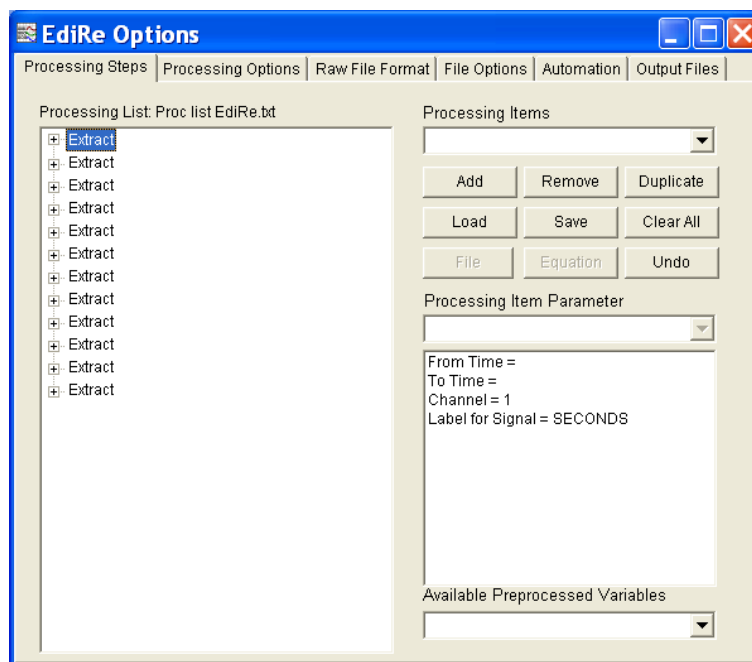 EdiRe Options
Processing Steps Processing Options Raw File Format File Options Automation Output Files
Processing List: Proc list EdiRe.txt
Extract
Extract
Extract
Extract
Extract
Extract
Extract
Extract
Extract
Extract
Extract
Extract
Processing Items
Add Remove Duplicate
Load Save Clear All
File Equation Undo
Processing Item Parameter
From Time =
To Time =
Channel = 1
Label for Signal = SECONDS
Available Preprocessed Variables